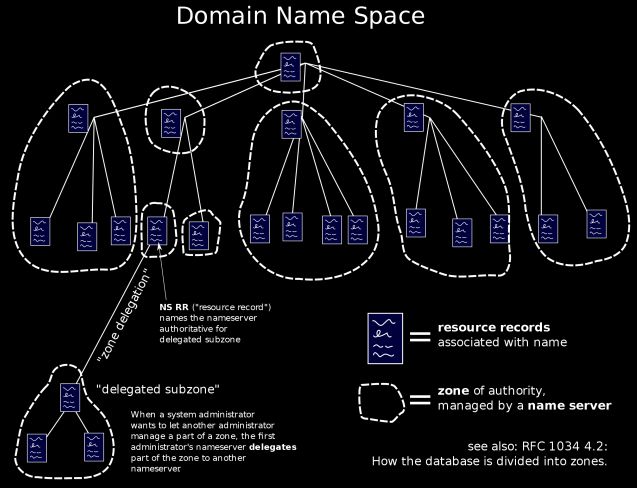 Domain Name Space
"zone delegation"
NS RR ("resource record")
names the nameserver
authoritative for
delegated subzone
resource records
associated with name
"delegated subzone"
zone of authority,
managed by a name server
When a system administrator
wants to let another administrator
manage a part of a zone, the first
administrator's nameserver delegates
part of the zone to another
nameserver.
see also: RFC 1034 4.2:
How the database is divided into zones.